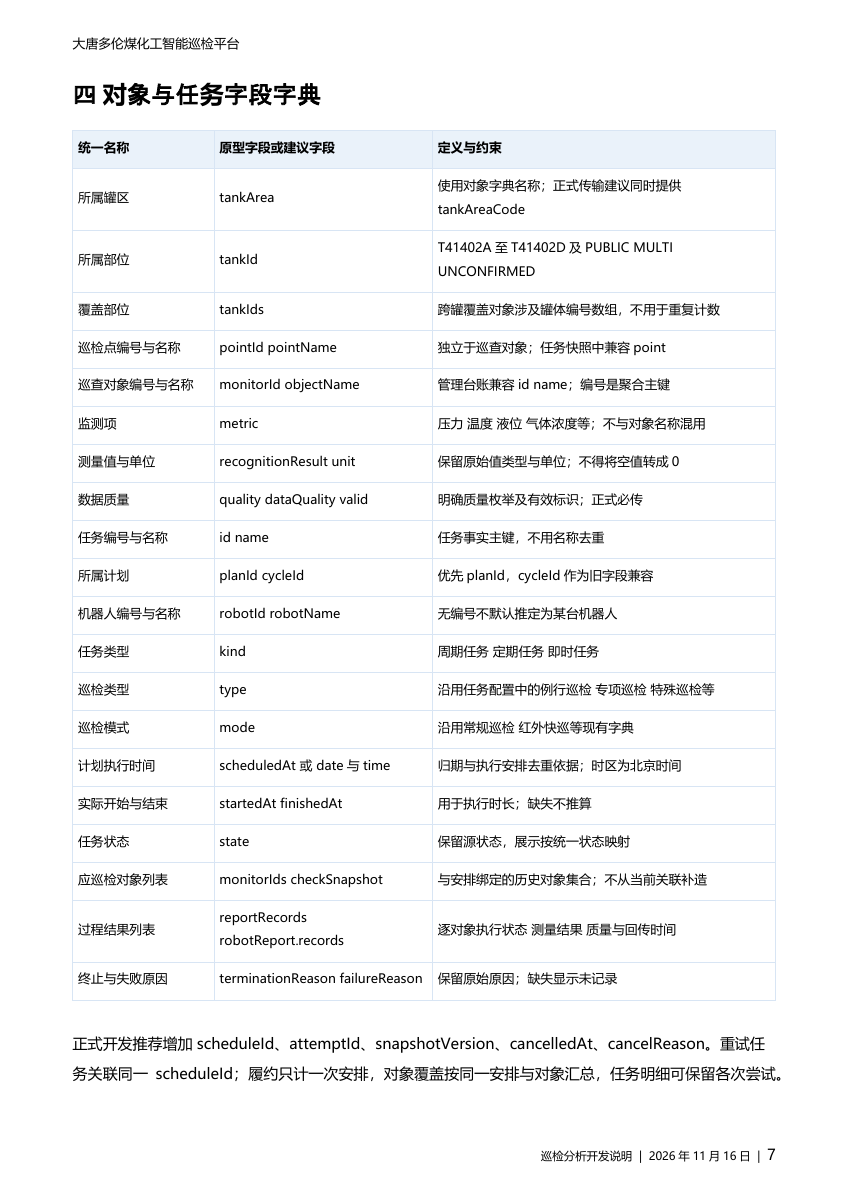 大唐多伦煤化工智能巡检平台
四 对象与任务字段字典
统一名称 原型字段或建议字段 定义与约束
所属罐区 tankArea 使用对象字典名称；正式传输建议同时提供
tankAreaCode
所属部位 tankId T41402A 至 T41402D 及 PUBLIC MULTI
UNCONFIRMED
覆盖部位 tankIds 跨罐覆盖对象涉及罐体编号数组，不用于重复计数
巡检点编号与名称 pointId pointName 独立于巡查对象；任务快照中兼容 point
巡查对象编号与名称 monitorId objectName 管理台账兼容 id name；编号是聚合主键
监测项 metric 压力 温度 液位 气体浓度等；不与对象名称混用
测量值与单位 recognitionResult unit 保留原始值类型与单位；不得将空值转成 0
数据质量 quality dataQuality valid 明确质量枚举及有效标识；正式必传
任务编号与名称 id name 任务事实主键，不用名称去重
所属计划 planId cycleId 优先 planId，cycleId 作为旧字段兼容
机器人编号与名称 robotId robotName 无编号不默认推定为某台机器人
任务类型 kind 周期任务 定期任务 即时任务
巡检类型 type 沿用任务配置中的例行巡检 专项巡检 特殊巡检等
巡检模式 mode 沿用常规巡检 红外快巡等现有字典
计划执行时间 scheduledAt 或 date 与 time 归期与执行安排去重依据；时区为北京时间
实际开始与结束 startedAt finishedAt 用于执行时长；缺失不推算
任务状态 state 保留源状态，展示按统一状态映射
应巡检对象列表 monitorIds checkSnapshot 与安排绑定的历史对象集合；不从当前关联补造
过程结果列表 reportRecords
robotReport.records 逐对象执行状态 测量结果 质量与回传时间
终止与失败原因 terminationReason failureReason 保留原始原因；缺失显示未记录
正式开发推荐增加 scheduleId、attemptId、snapshotVersion、cancelledAt、cancelReason。重试任
务关联同一 scheduleId；履约只计一次安排，对象覆盖按同一安排与对象汇总，任务明细可保留各次尝试。
巡检分析开发说明 | 2026 年 11 月 16 日 | 7